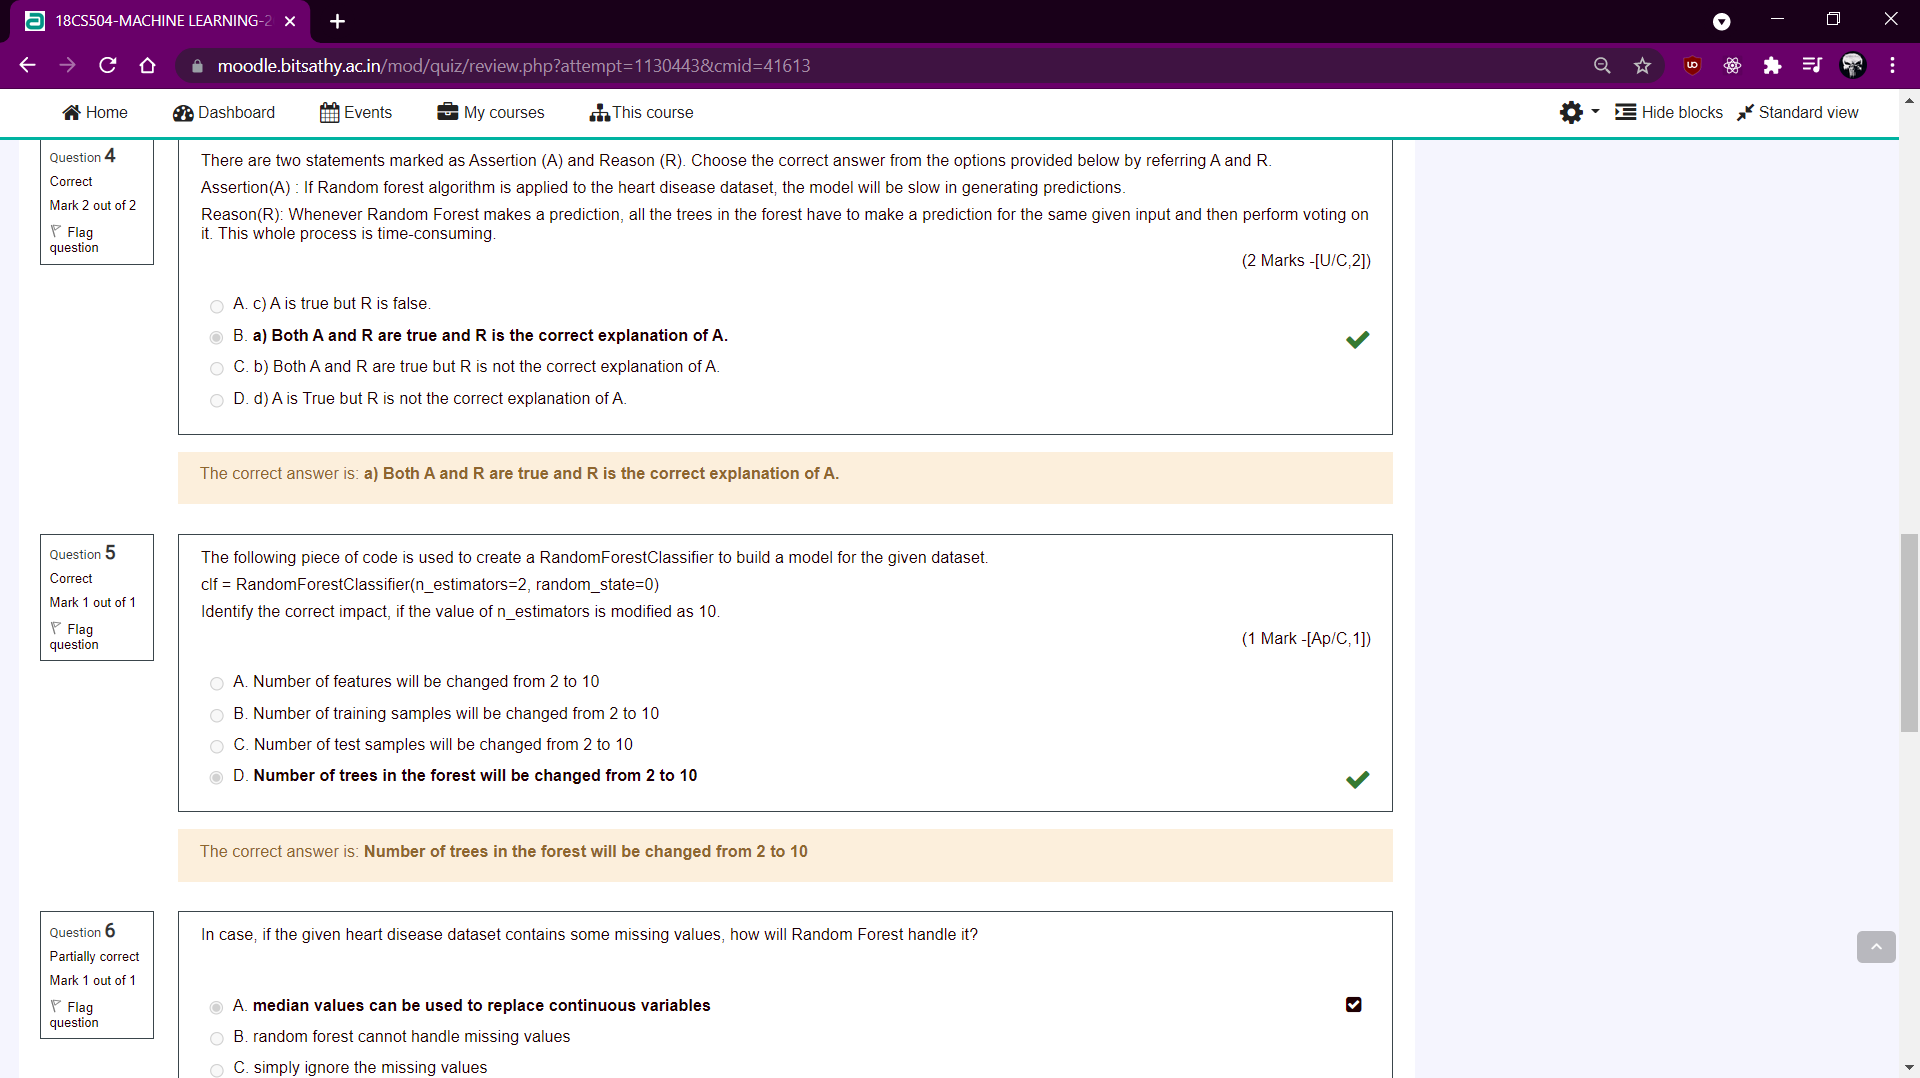 18CS504-MACHINE LEARNING-2
moodle.bitsathy.ac.in/mod/quiz/review.php?attempt=1130443&cmid=41613
Home
Dashboard
Events
My courses
This course
Hide blocks
Standard view
Question 4
Correct
Mark 2 out of 2
Flag
question
There are two statements marked as Assertion (A) and Reason (R). Choose the correct answer from the options provided below by referring A and R.
Assertion(A) : If Random forest algorithm is applied to the heart disease dataset, the model will be slow in generating predictions.
Reason(R): Whenever Random Forest makes a prediction, all the trees in the forest have to make a prediction for the same given input and then perform voting on
it. This whole process is time-consuming.
(2 Marks -[U/C,2])
A. c) A is true but R is false.
B. a) Both A and R are true and R is the correct explanation of A.
C. b) Both A and R are true but R is not the correct explanation of A.
D. d) A is True but R is not the correct explanation of A.
The correct answer is: a) Both A and R are true and R is the correct explanation of A.
Question 5
Correct
Mark 1 out of 1
Flag
question
The following piece of code is used to create a RandomForestClassifier to build a model for the given dataset.
clf = RandomForestClassifier(n_estimators=2, random_state=0)
Identify the correct impact, if the value of n_estimators is modified as 10.
(1 Mark -[Ap/C,1])
A. Number of features will be changed from 2 to 10
B. Number of training samples will be changed from 2 to 10
C. Number of test samples will be changed from 2 to 10
D. Number of trees in the forest will be changed from 2 to 10
The correct answer is: Number of trees in the forest will be changed from 2 to 10
Question 6
Partially correct
Mark 1 out of 1
Flag
question
In case, if the given heart disease dataset contains some missing values, how will Random Forest handle it?
A. median values can be used to replace continuous variables
B. random forest cannot handle missing values
C. simply ignore the missing values